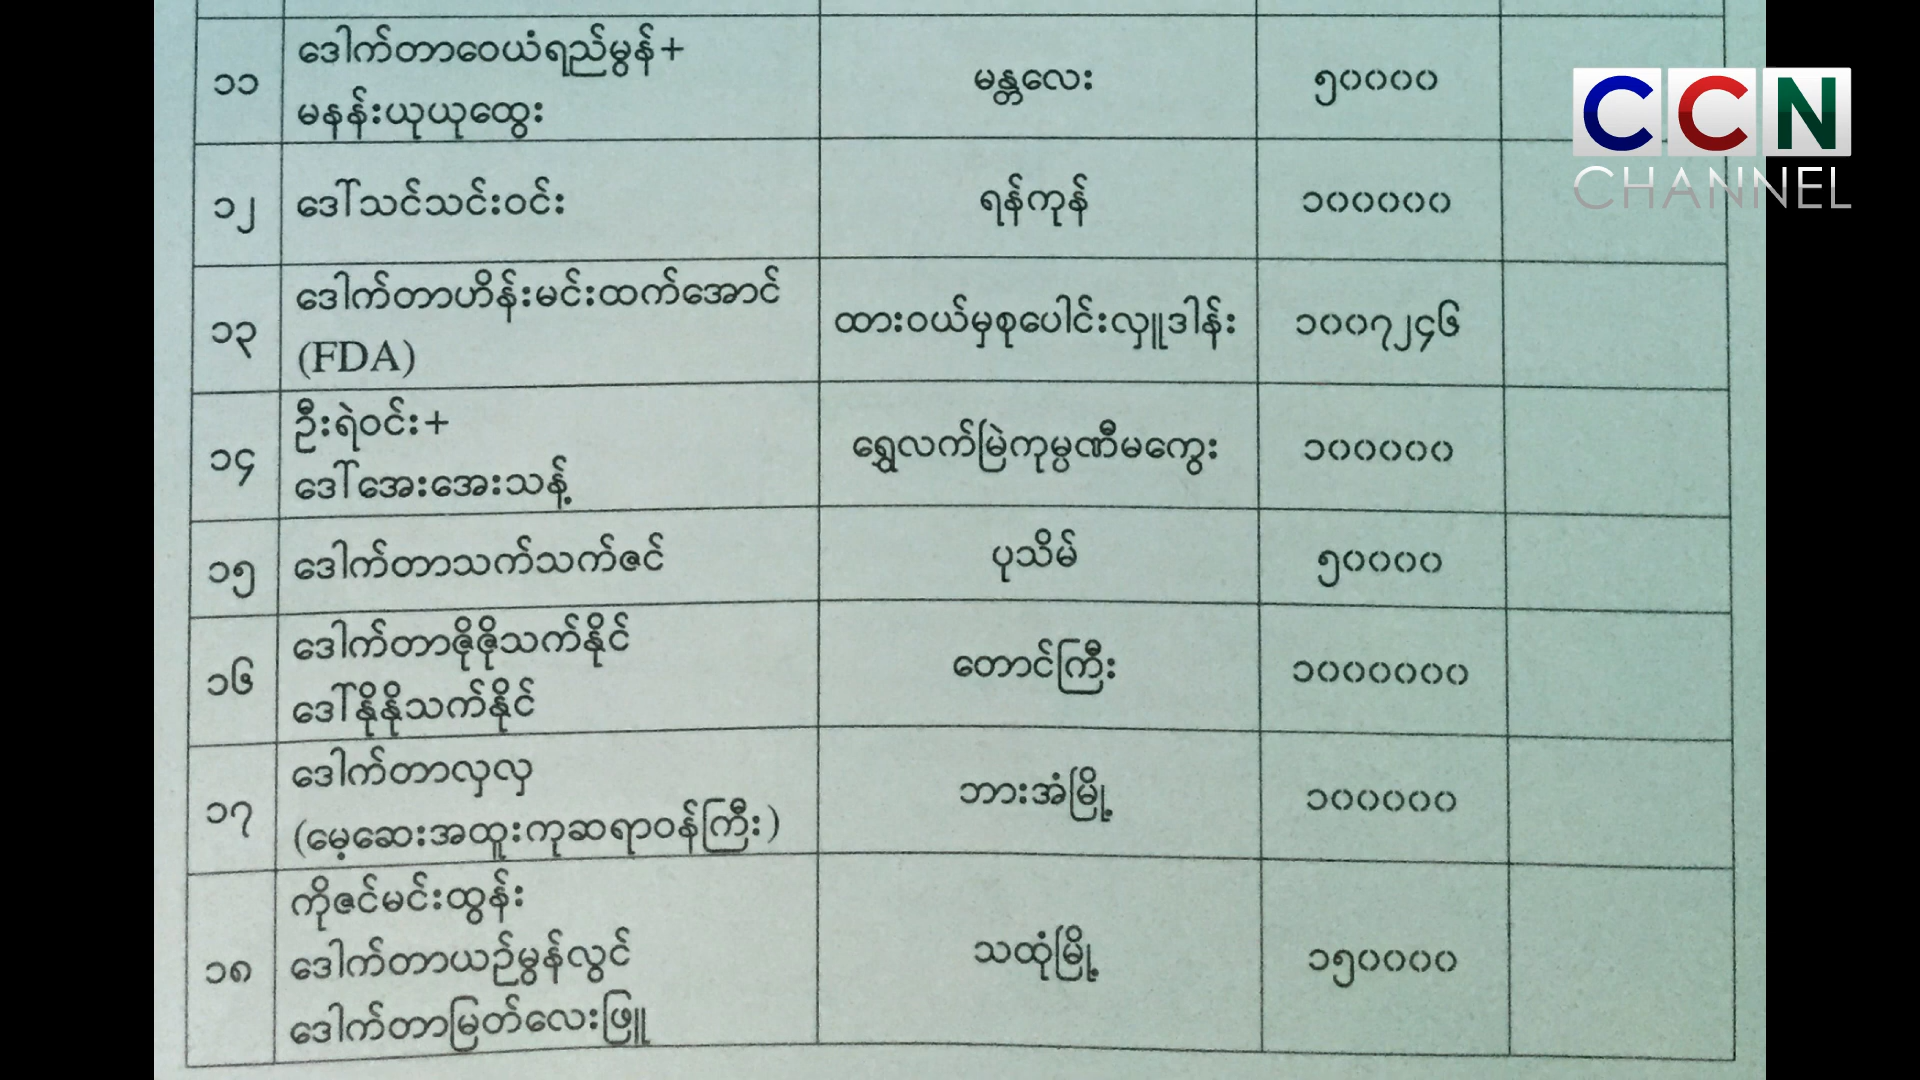 ၁၁
ဒေါက်တာဝေယံရည်မွန်+
မနန်းယုယုထွေး
မန္တလေး
၅၀၀၀၀
၁၂
ဒေါ်သင်သင်းဝင်း
ရန်ကုန်
၁၀၀၀၀၀
၁၃
ဒေါက်တာဟိန်းမင်းထက်အောင်
(FDA)
ထားဝယ်မှစုပေါင်းလှူဒါန်း
၁၀၀၇၂၄၆
၁၄
ဦးရဲဝင်း+
ဒေါ်အေးအေးသန့်
ရွှေလက်မြဲကုမ္ပဏီမကွေး
၁၀၀၀၀၀
၁၅
ဒေါက်တာသက်သက်ဇင်
ပုသိမ်
၅၀၀၀၀
၁၆
ဒေါက်တာဇိုဇိုသက်နိုင်
ဒေါ်နိုနိုသက်နိုင်
တောင်ကြီး
၁၀၀၀၀၀၀
၁၇
ဒေါက်တာလှလှ
(မေ့ဆေးအထူးကုဆရာဝန်ကြီး)
ဘားအံမြို့
၁၀၀၀၀၀
၁၈
ကိုဇင်မင်းထွန်း
ဒေါက်တာယဉ်မွန်လွင်
ဒေါက်တာမြတ်လေးဖြူ
သထုံမြို့
၁၅၀၀၀၀
CCN
CHANNEL